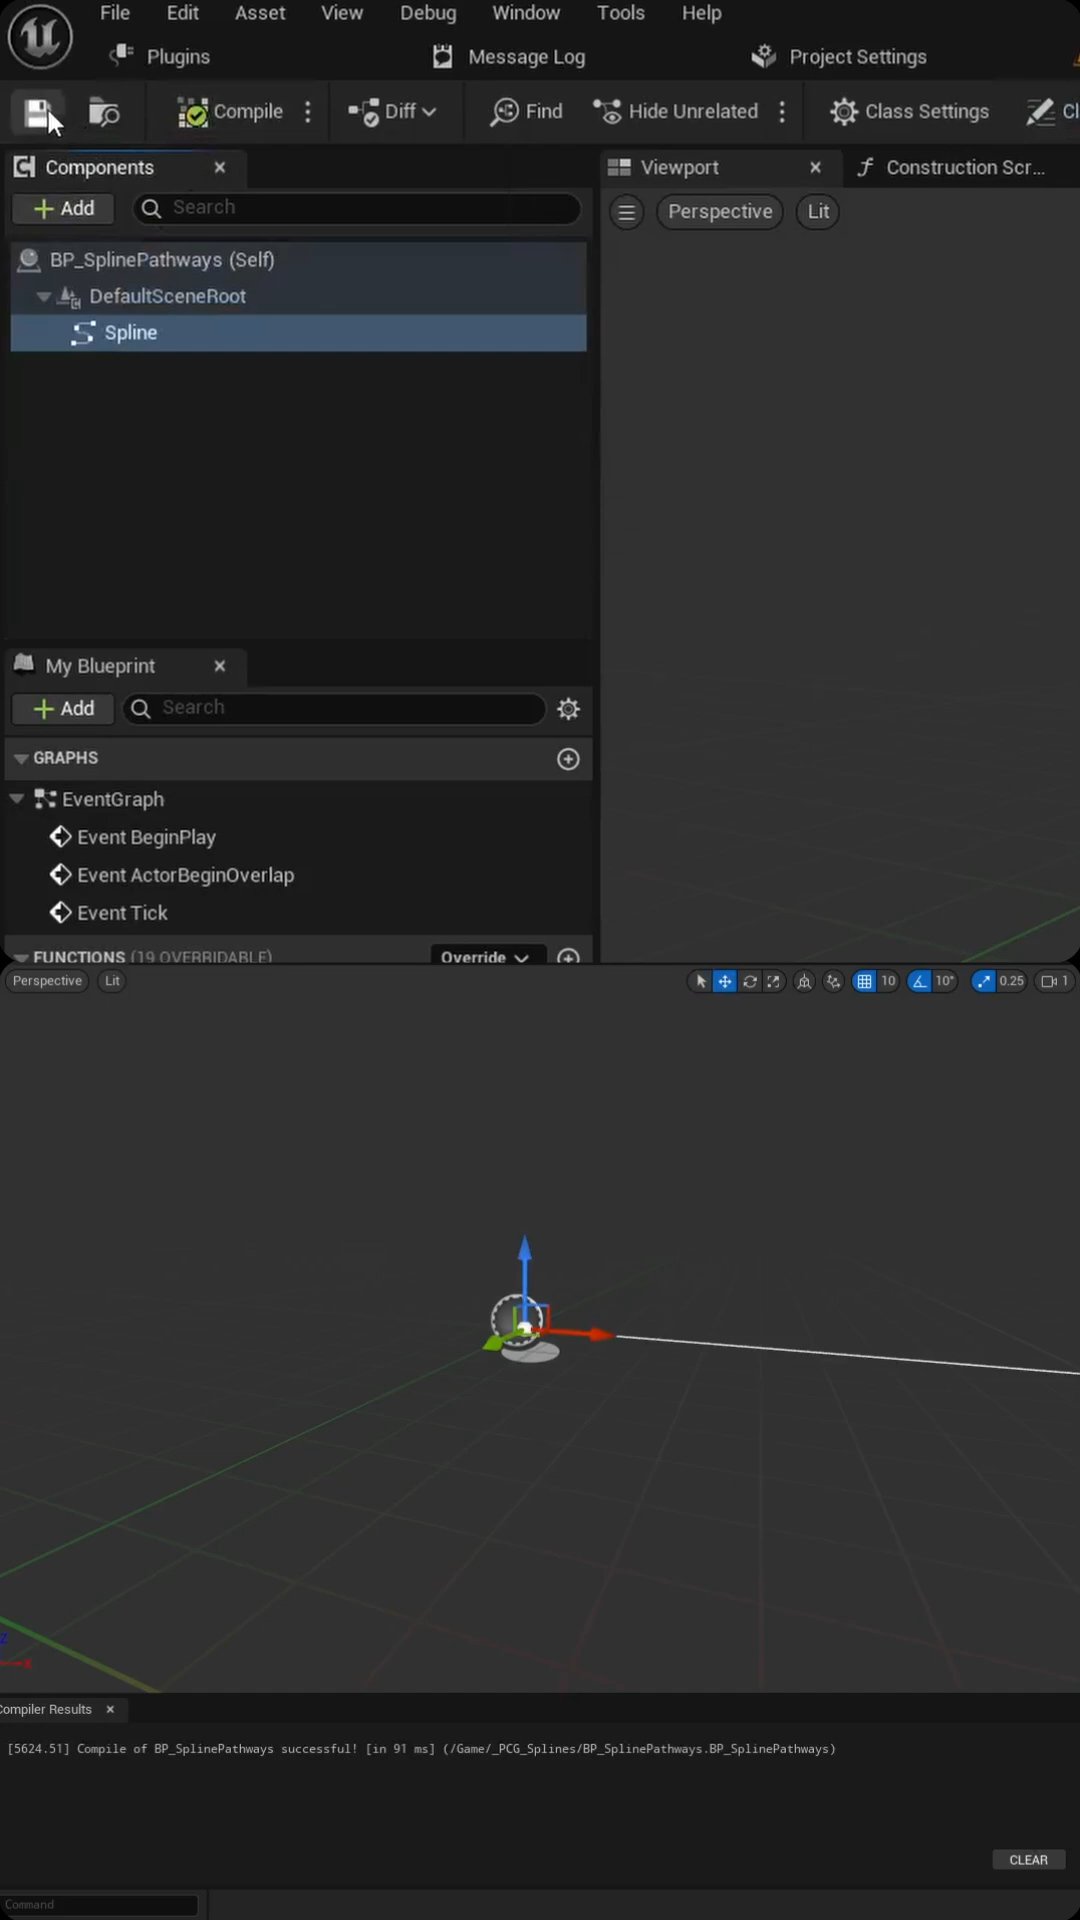 File Edit Asset View Debug Window Tools Help
Plugins Message Log Project Settings
Compile Diff Find Hide Unrelated Class Settings Cl
Components
Viewport Construction Scr...
Add Search
Perspective Lit
BP_SplinePathways (Self)
DefaultSceneRoot
Spline
My Blueprint
Add Search
GRAPHS
EventGraph
Event BeginPlay
Event ActorBeginOverlap
Event Tick
FUNCTIONS (19 OVERRIDABLE) Override
Perspective Lit 10 10° 0.25 1
Z
X
Compiler Results
[5624.51] Compile of BP_SplinePathways successful! [in 91 ms] (/Game/_PCG_Splines/BP_SplinePathways.BP_SplinePathways)
CLEAR
Command